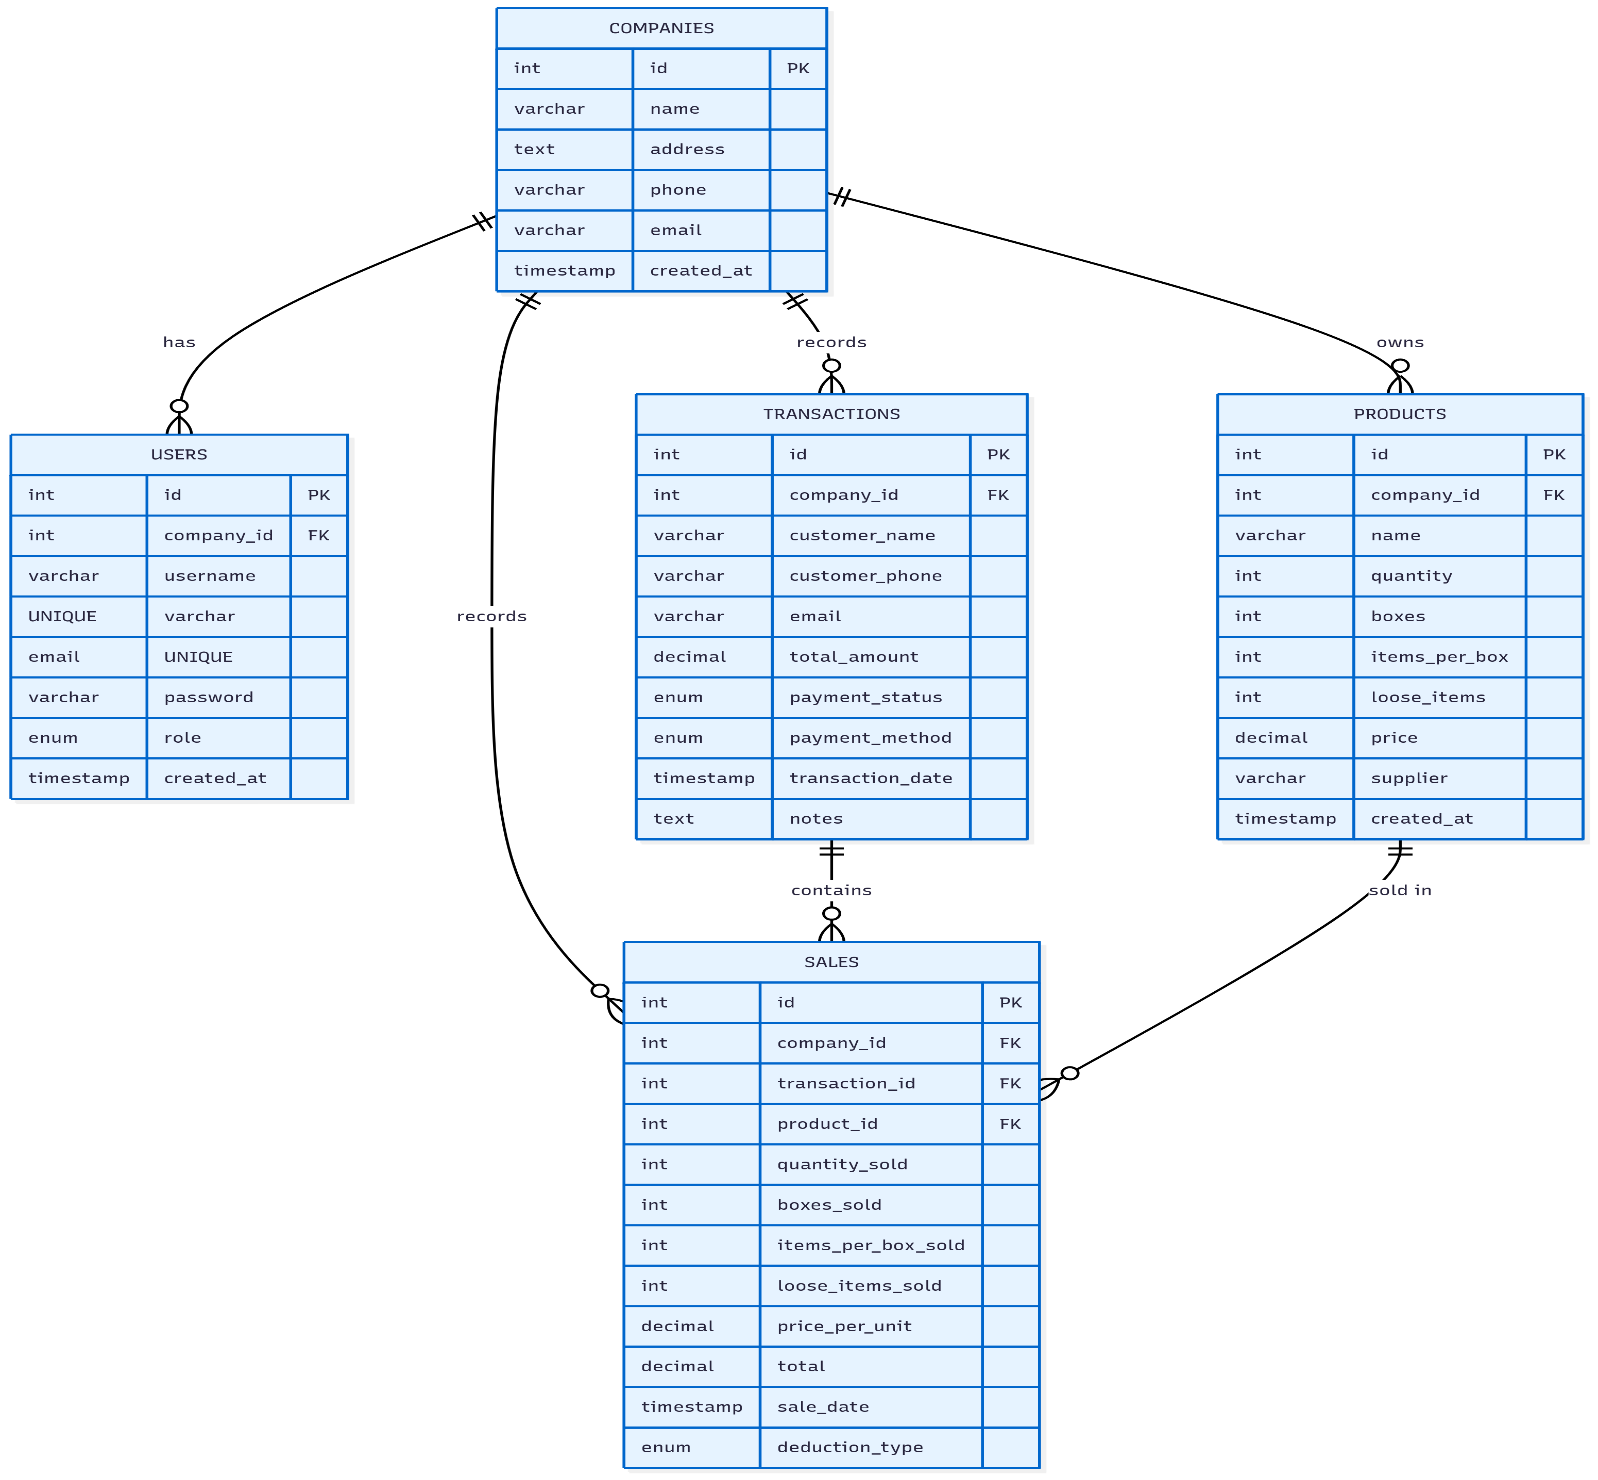 COMPANIES
int id PK
varchar name
text address
varchar phone
varchar email
timestamp created_at
has
records
owns
records
USERS
int id PK
int company_id FK
varchar username
UNIQUE varchar
email UNIQUE
varchar password
enum role
timestamp created_at
TRANSACTIONS
int id PK
int company_id FK
varchar customer_name
varchar customer_phone
varchar email
decimal total_amount
enum payment_status
enum payment_method
timestamp transaction_date
text notes
PRODUCTS
int id PK
int company_id FK
varchar name
int quantity
int boxes
int items_per_box
int loose_items
decimal price
varchar supplier
timestamp created_at
contains
sold in
SALES
int id PK
int company_id FK
int transaction_id FK
int product_id FK
int quantity_sold
int boxes_sold
int items_per_box_sold
int loose_items_sold
decimal price_per_unit
decimal total
timestamp sale_date
enum deduction_type